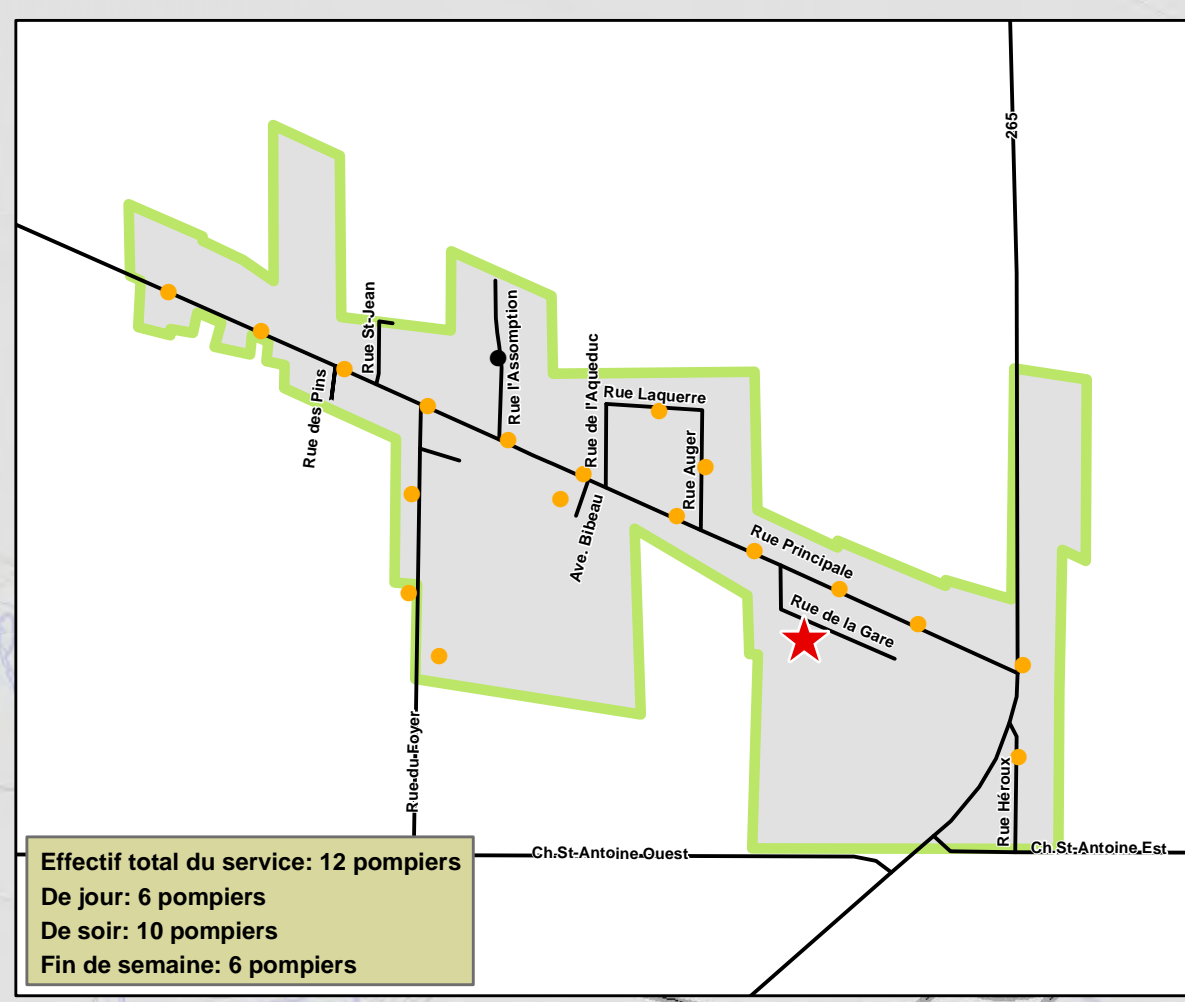 265
Rue St-Jean
Rue l'Assomption
Rue de l'Aqueduc
Rue des Pins
Rue Laquerre
Rue Auger
Ave. Bibeau
Rue Principale
Rue de la Gare
Rue du Foyer
Rue Héroux
Ch.St-Antoine Ouest
Ch.St-Antoine Est
Effectif total du service: 12 pompiers
De jour: 6 pompiers
De soir: 10 pompiers
Fin de semaine: 6 pompiers